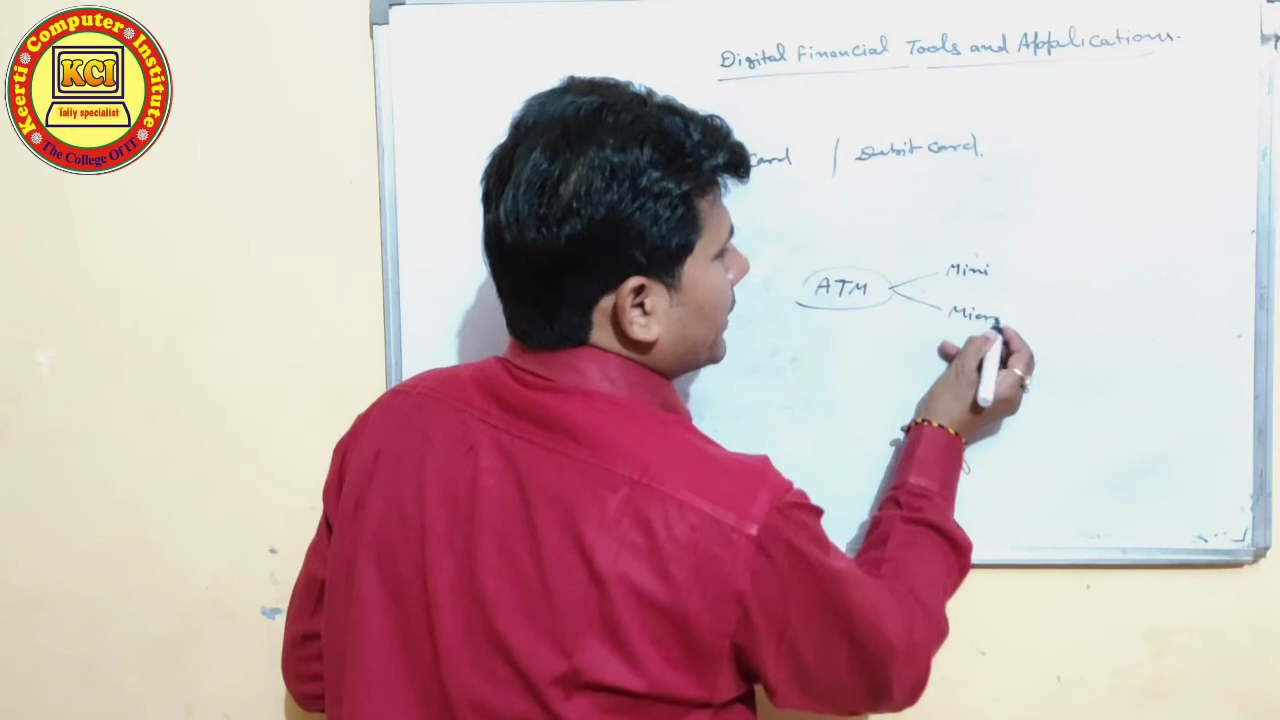 Keerti Computer Institute
KCI
Tally specialist
The College Of IT
Digital Financial Tools and Applications.
Card / Debit Card.
ATM
Mini
Micr